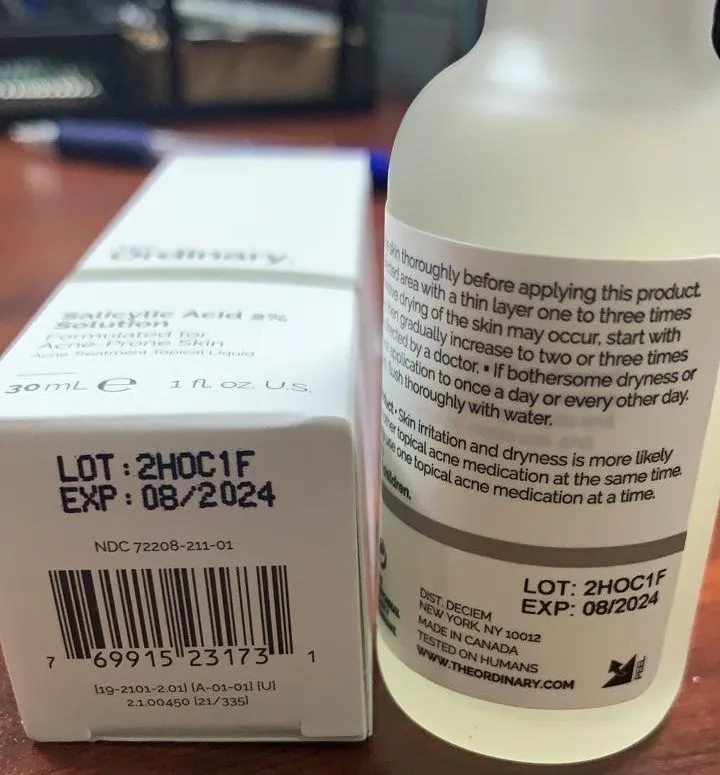 Ordinary.
Salicylic Acid 2%
Solution
Formulated for
Acne-Prone Skin
Acne Treatment Topical Liquid
30 mL ℮ 1 fl. oz. U.S.
LOT:2HOC1F
EXP:08/2024
NDC 72208-211-01
7 69915 23173 1
[19-2101-2.01] [A-01-01] [U]
2.1.00450 [21/335]
skin thoroughly before applying this product.
area with a thin layer one to three times
drying of the skin may occur, start with
gradually increase to two or three times
by a doctor. • If bothersome dryness or
application to once a day or every other day.
thoroughly with water.
• Skin irritation and dryness is more likely
topical acne medication at the same time.
use one topical acne medication at a time.
children.
LOT: 2HOC1F
EXP: 08/2024
DIST. DECIEM
NEW YORK, NY 10012
MADE IN CANADA
TESTED ON HUMANS
WWW.THEORDINARY.COM
PEEL